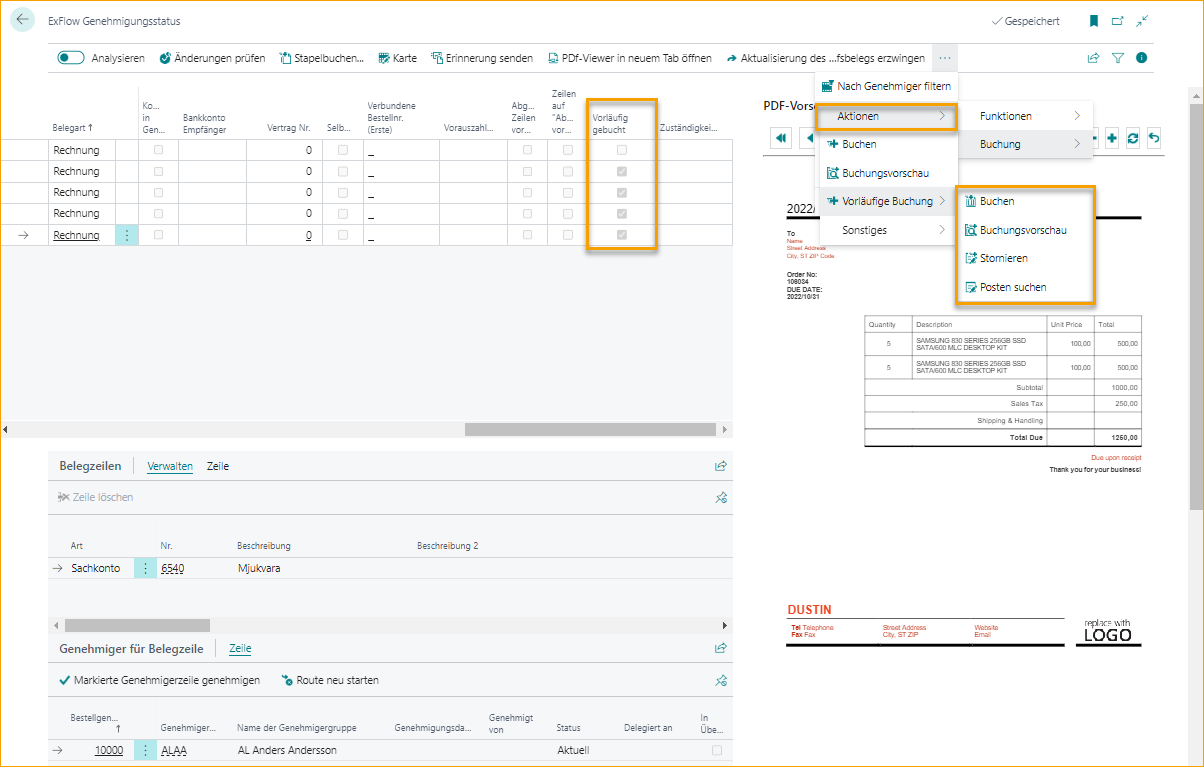 ExFlow Genehmigungsstatus
Gespeichert
Analysieren
Änderungen prüfen
Stapelbuchen...
Karte
Erinnerung senden
PDF-Viewer in neuem Tab öffnen
Aktualisierung des ...fsbelegs erzwingen
...
Nach Genehmiger filtern
Aktionen
Funktionen
Buchen
Buchung
Buchungsvorschau
Vorläufige Buchung
Sonstiges
Buchen
Buchungsvorschau
Stornieren
Posten suchen
Belegart ↑
Ko...
in
Gen...
Bankkonto
Empfänger
Vertrag Nr.
Selb...
Verbundene
Bestellnr.
(Erste)
Vorauszahl...
Abg...
Zeilen
vor...
Zeilen
auf
"Ab...
vor...
Vorläufig
gebucht
Zuständigkei...
Rechnung 0 _
Rechnung 0 _
Rechnung 0 _
Rechnung 0 _
Rechnung 0 _
PDF-Vors
2022/
To
Name
Street Address
City, ST ZIP Code
Order No:
106034
DUE DATE:
2022/10/31
Quantity Description Unit Price Total
5 SAMSUNG 830 SERIES 256GB SSD
SATA/600 MLC DESKTOP KIT 100,00 500,00
5 SAMSUNG 830 SERIES 256GB SSD
SATA/600 MLC DESKTOP KIT 100,00 500,00
Subtotal 1000,00
Sales Tax 250,00
Shipping & Handling
Total Due 1250,00
Due upon receipt
Thank you for your business!
DUSTIN
Tel Telephone
Fax Fax
Street Address
City, ST ZIP
Website
Email
replace with
LOGO
Belegzeilen
Verwalten
Zeile
Zeile löschen
Art Nr. Beschreibung Beschreibung 2
Sachkonto 6540 Mjukvara
Genehmiger für Belegzeile
Zeile
Markierte Genehmigerzeile genehmigen
Route neu starten
Bestellgen...
↑
Genehmiger...
Name der Genehmigergruppe
Genehmigungsda...
Genehmigt
von
Status
Delegiert an
In
Übe...
10000 ALAA AL Anders Andersson Aktuell